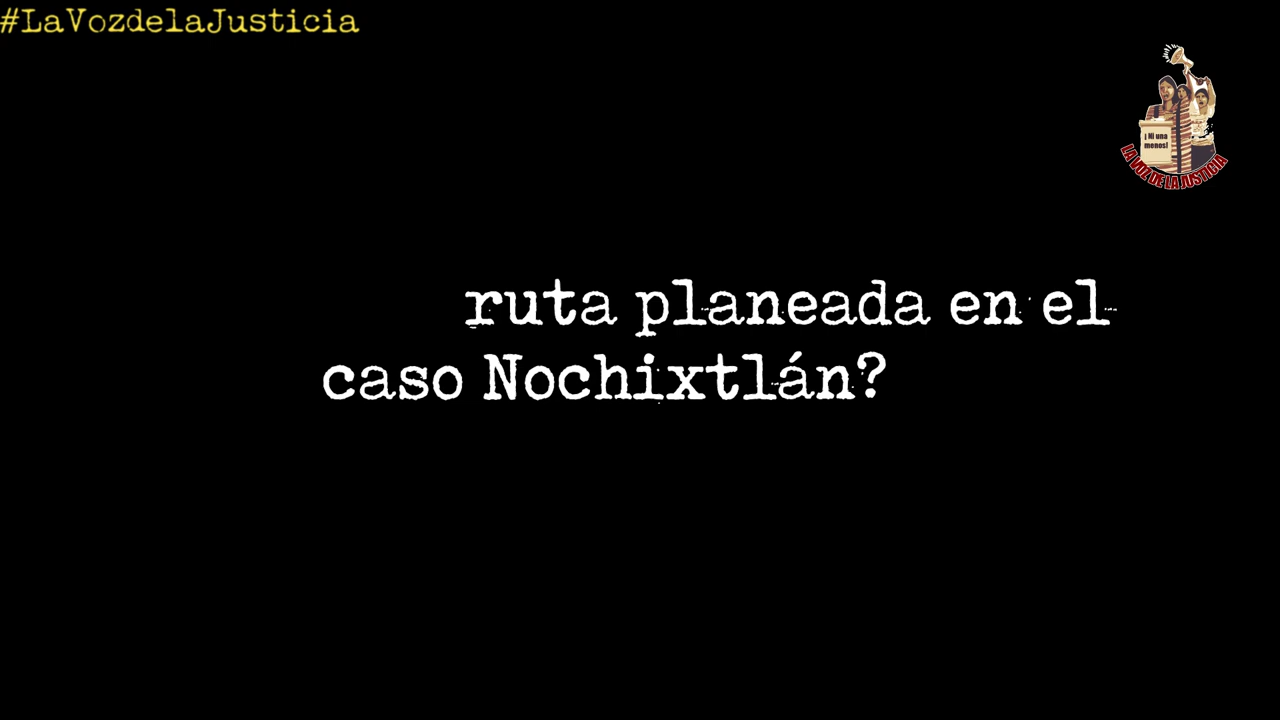 #LaVozdelaJusticia
¡Ni una
menos!
LA VOZ DE LA JUSTICIA
ruta planeada en el
caso Nochixtlán?